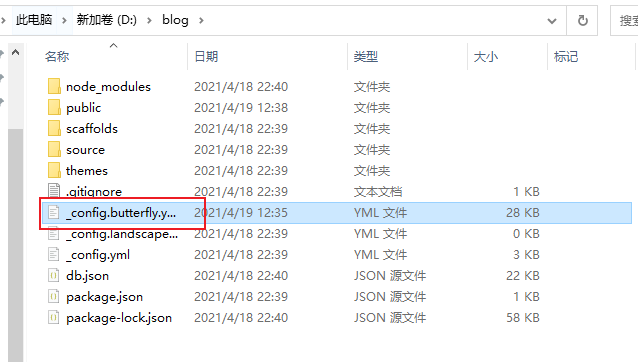 此电脑 > 新加卷 (D:) > blog > 搜索
名称 日期 类型 大小 标记
node_modules 2021/4/18 22:40 文件夹
public 2021/4/19 12:38 文件夹
scaffolds 2021/4/18 22:39 文件夹
source 2021/4/18 22:39 文件夹
themes 2021/4/18 22:40 文件夹
.gitignore 2021/4/18 22:39 文本文档 1 KB
_config.butterfly.y... 2021/4/19 12:35 YML 文件 28 KB
_config.landscape... 2021/4/18 22:39 YML 文件 0 KB
_config.yml 2021/4/18 22:39 YML 文件 3 KB
db.json 2021/4/18 22:40 JSON 源文件 22 KB
package.json 2021/4/18 22:39 JSON 源文件 1 KB
package-lock.json 2021/4/18 22:40 JSON 源文件 58 KB